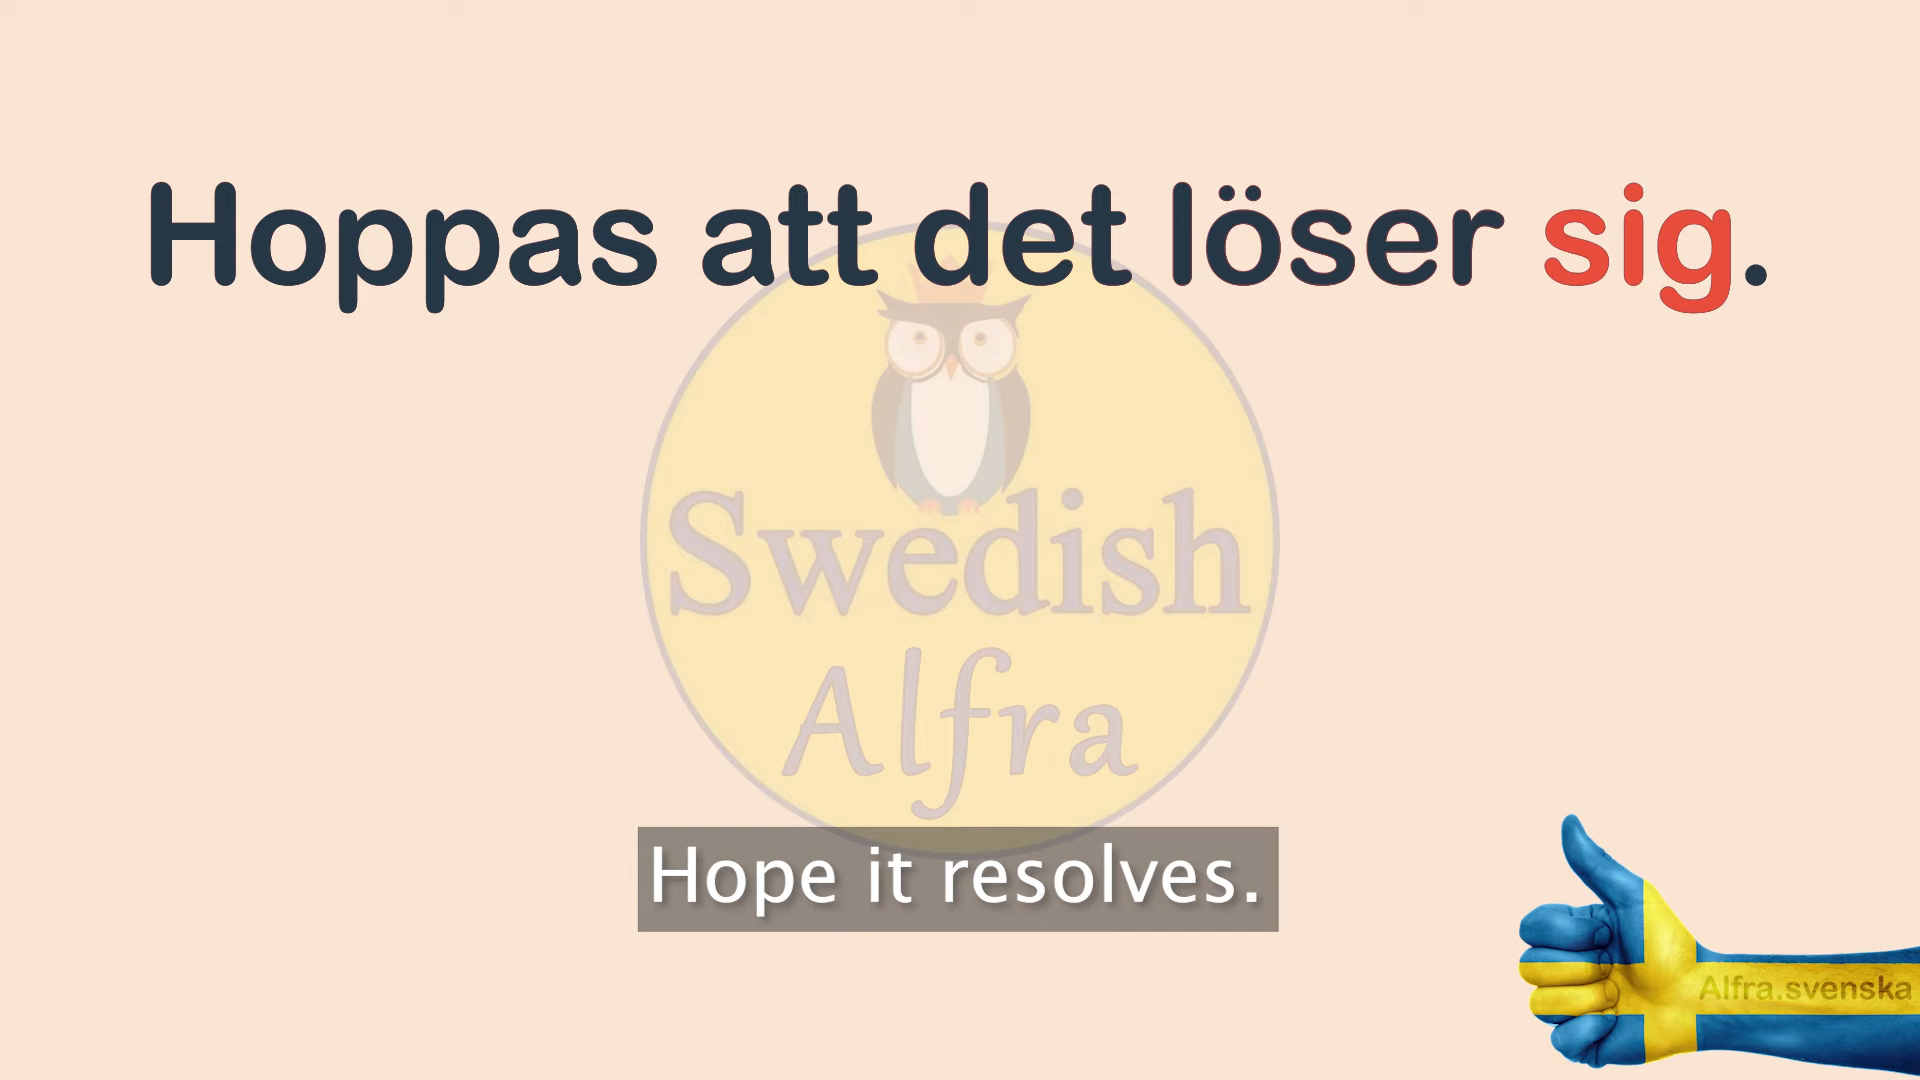 Hoppas att det löser sig.
Swedish
Alfra
Hope it resolves.
Alfra.svenska